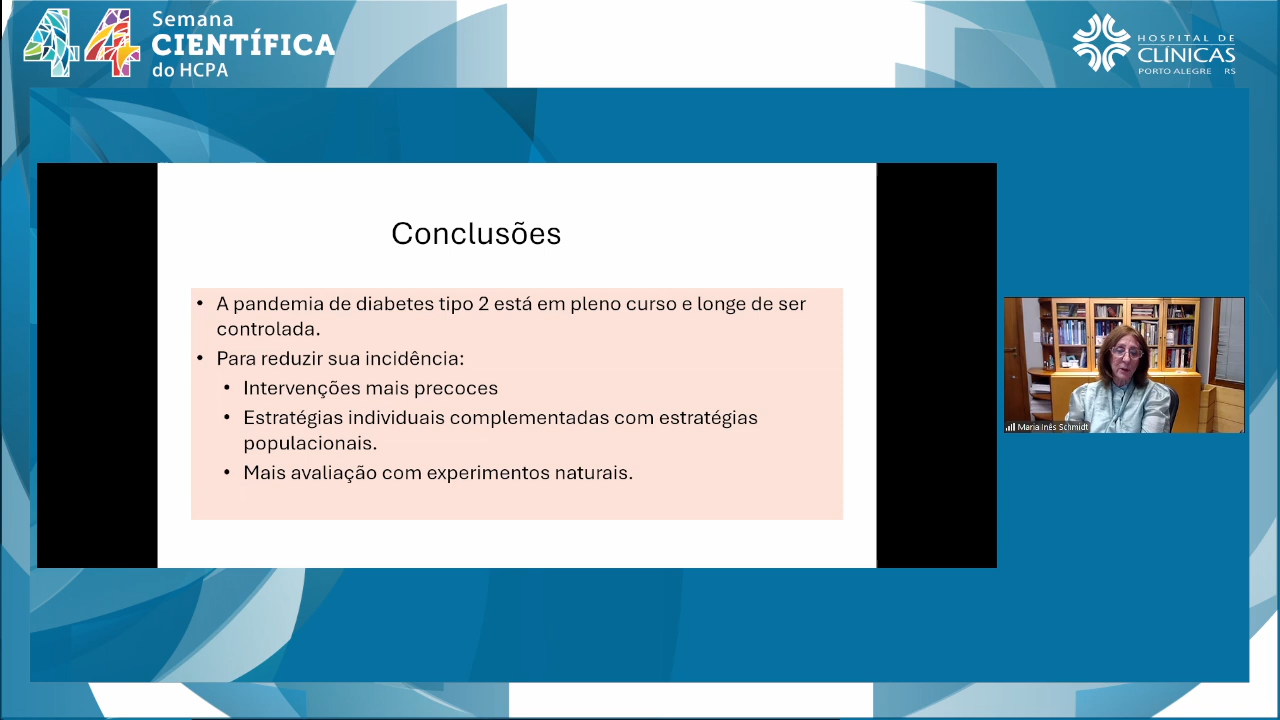 44
Semana
CIENTÍFICA
do HCPA
HOSPITAL DE
CLÍNICAS
PORTO ALEGRE RS
Conclusões
• A pandemia de diabetes tipo 2 está em pleno curso e longe de ser
controlada.
• Para reduzir sua incidência:
• Intervenções mais precoces
• Estratégias individuais complementadas com estratégias
populacionais.
• Mais avaliação com experimentos naturais.
Maria Inês Schmidt